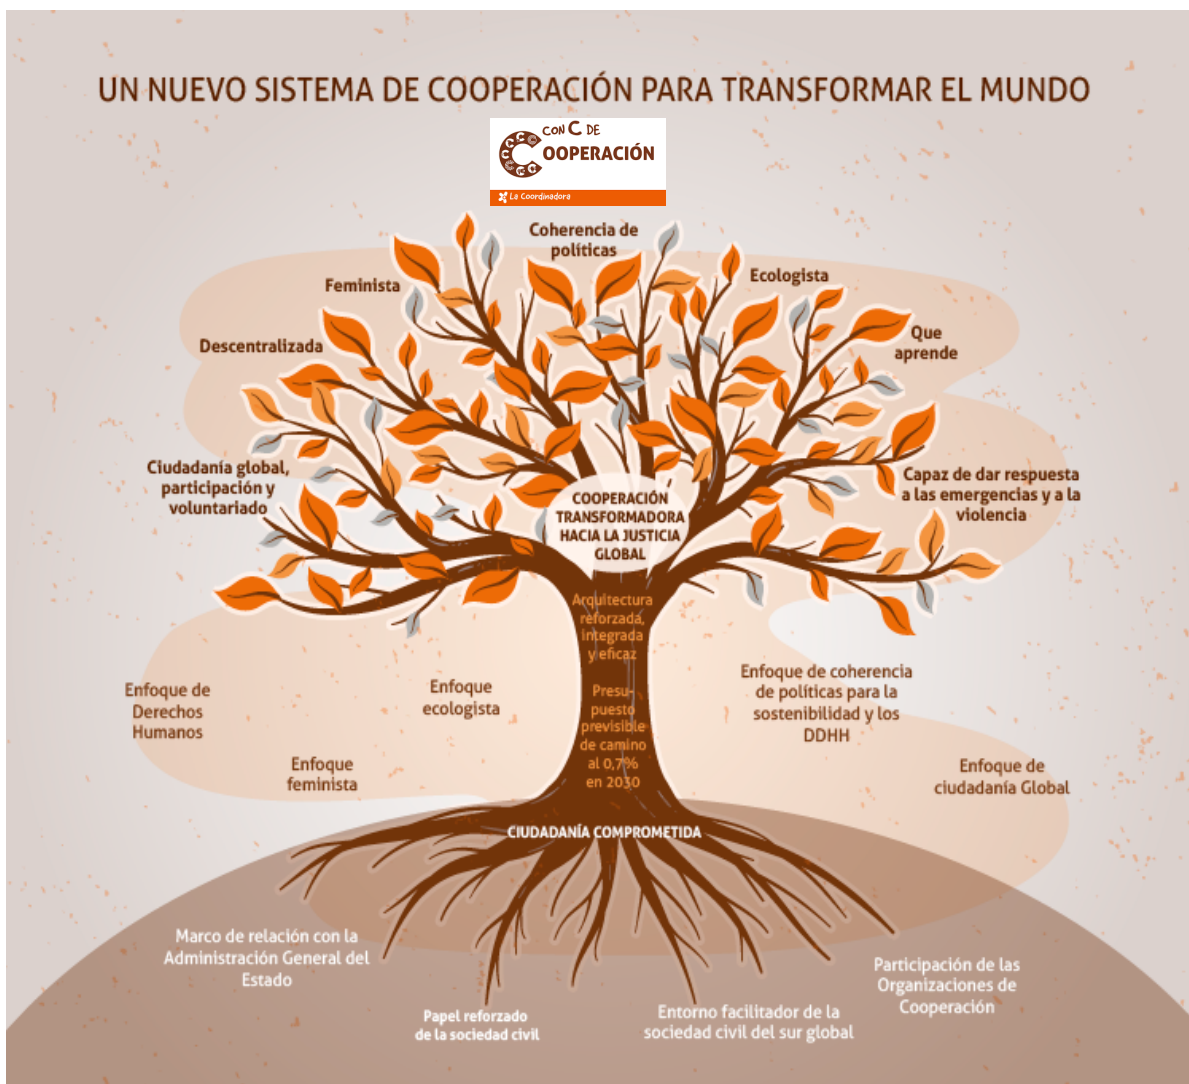 UN NUEVO SISTEMA DE COOPERACIÓN PARA TRANSFORMAR EL MUNDO
CON C DE
COOPERACIÓN
La Coordinadora
Coherencia de
políticas
Feminista
Ecologista
Descentralizada
Que
aprende
Ciudadanía global,
participación y
voluntariado
Capaz de dar respuesta
a las emergencias y a la
violencia
COOPERACIÓN
TRANSFORMADORA
HACIA LA JUSTICIA
GLOBAL
Arquitectura
reforzada,
integrada
y eficaz
Presu-
puesto
previsible
de camino
al 0,7%
en 2030
Enfoque de
Derechos
Humanos
Enfoque
ecologista
Enfoque de coherencia
de políticas para la
sostenibilidad y los
DDHH
Enfoque
feminista
Enfoque de
ciudadanía Global
CIUDADANÍA COMPROMETIDA
Marco de relación con la
Administración General del
Estado
Papel reforzado
de la sociedad civil
Entorno facilitador de la
sociedad civil del sur global
Participación de las
Organizaciones de
Cooperación